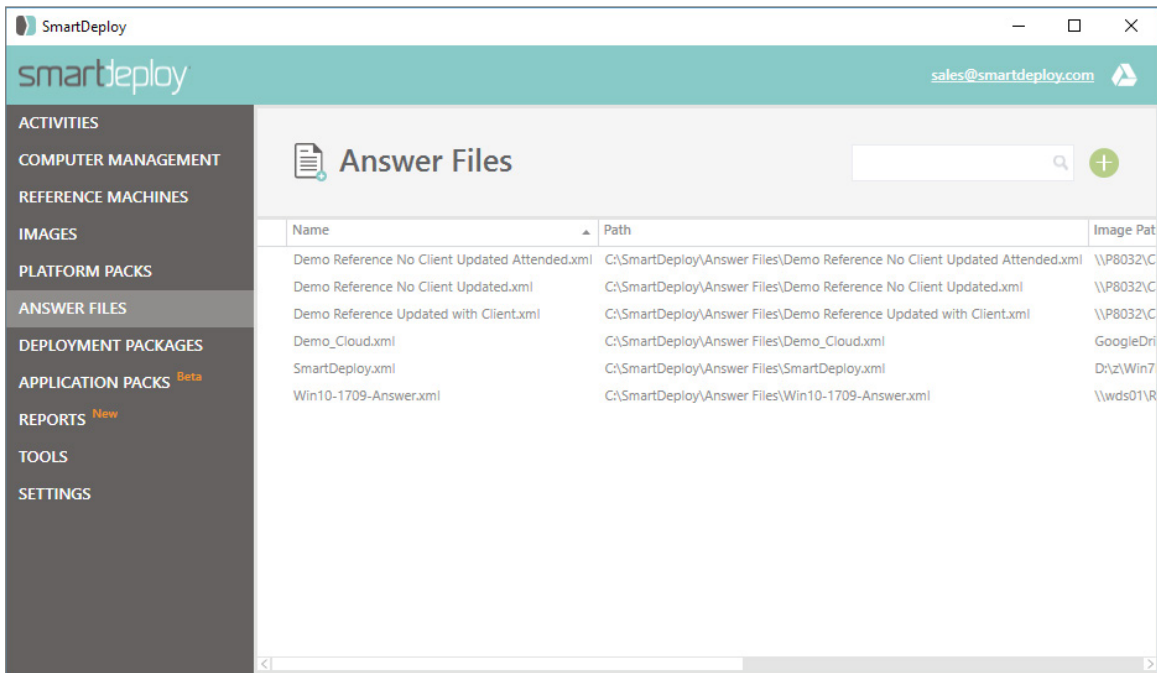 SmartDeploy
smartdeploy
sales@smartdeploy.com
ACTIVITIES
COMPUTER MANAGEMENT
REFERENCE MACHINES
IMAGES
PLATFORM PACKS
ANSWER FILES
DEPLOYMENT PACKAGES
APPLICATION PACKS Beta
REPORTS New
TOOLS
SETTINGS
Answer Files
Name Path Image Pat
Demo Reference No Client Updated Attended.xml C:\SmartDeploy\Answer Files\Demo Reference No Client Updated Attended.xml \\P8032\C
Demo Reference No Client Updated.xml C:\SmartDeploy\Answer Files\Demo Reference No Client Updated.xml \\P8032\C
Demo Reference Updated with Client.xml C:\SmartDeploy\Answer Files\Demo Reference Updated with Client.xml \\P8032\C
Demo_Cloud.xml C:\SmartDeploy\Answer Files\Demo_Cloud.xml GoogleDri
SmartDeploy.xml C:\SmartDeploy\Answer Files\SmartDeploy.xml D:\z\Win7
Win10-1709-Answer.xml C:\SmartDeploy\Answer Files\Win10-1709-Answer.xml \\wds01\R